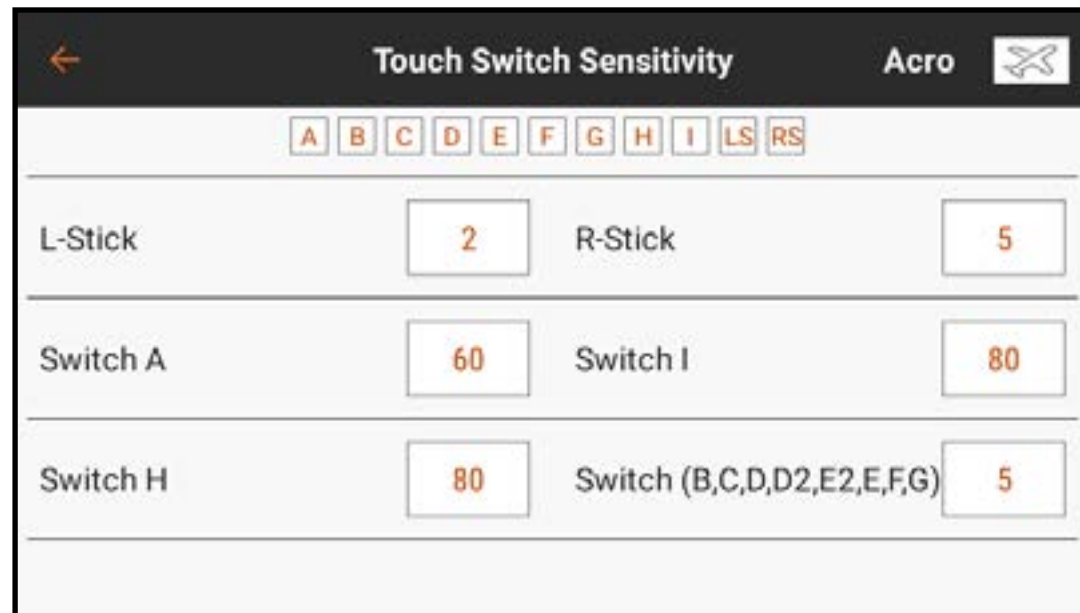 Touch Switch Sensitivity Acro
A B C D E F G H I LS RS
L-Stick 2 R-Stick 5
Switch A 60 Switch I 80
Switch H 80 Switch (B,C,D,D2,E2,E,F,G) 5